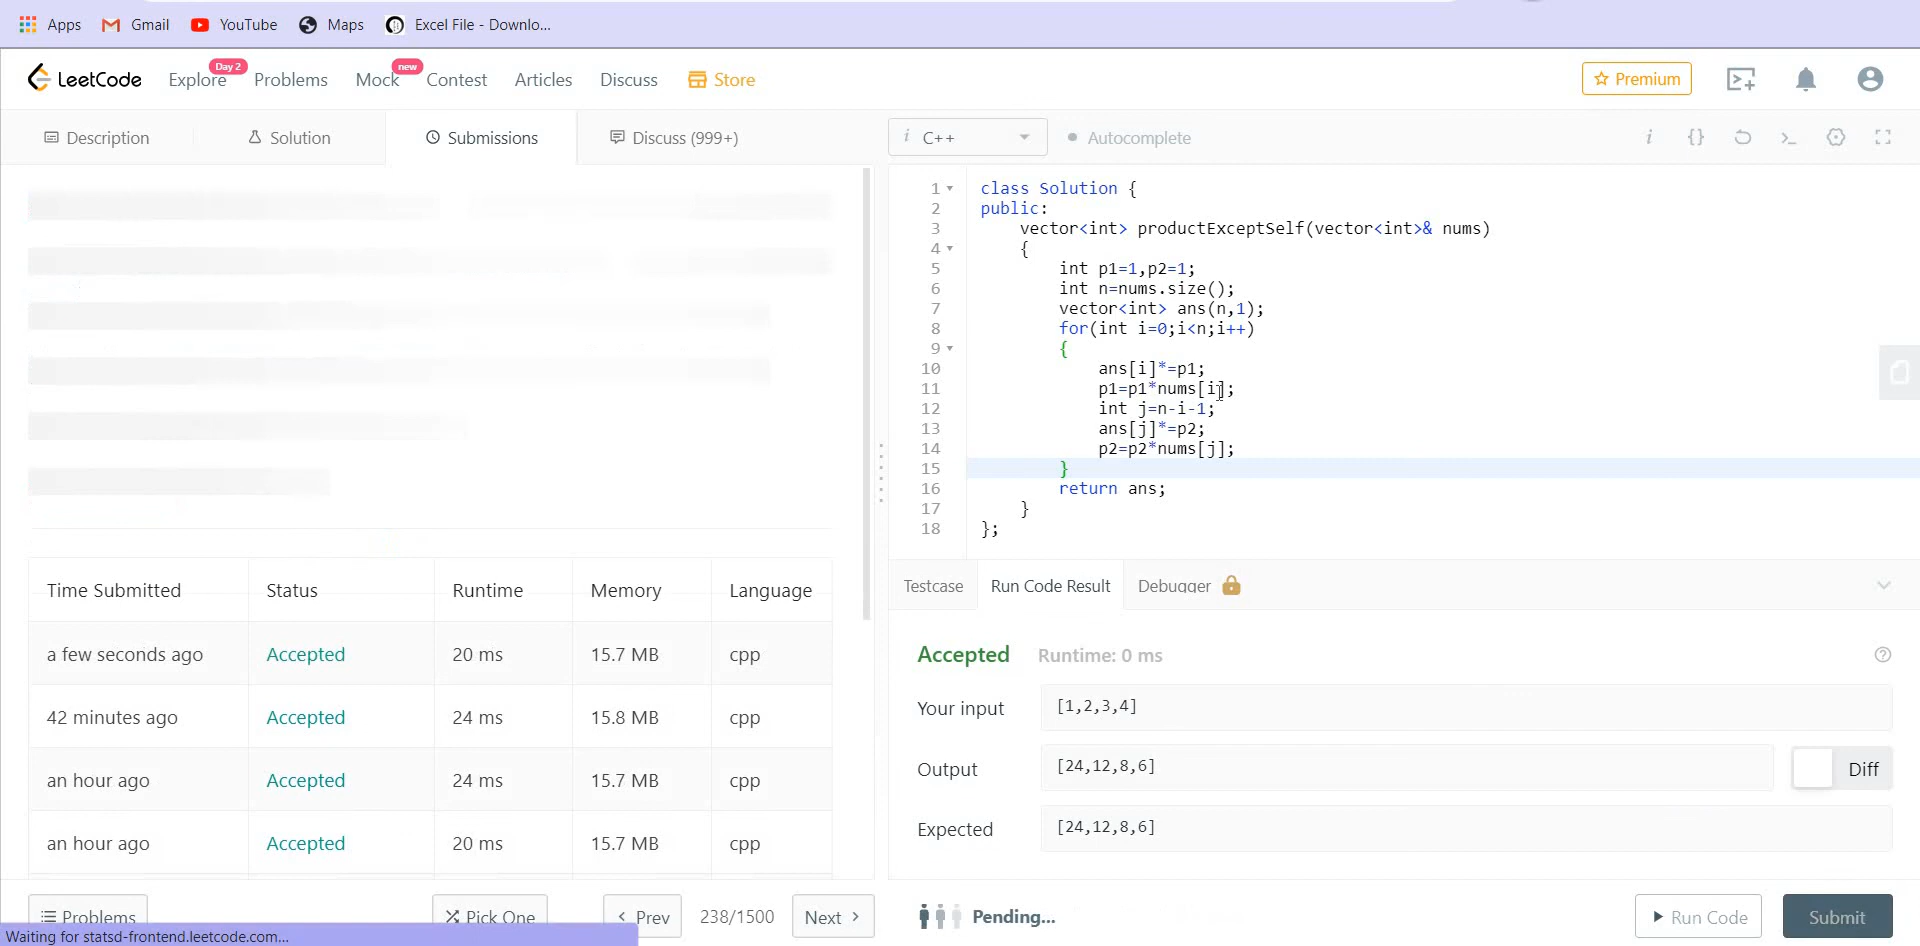 Apps Gmail YouTube Maps Excel File - Downlo...
LeetCode Explore Day 2 Problems Mock new Contest Articles Discuss Store Premium
Description Solution Submissions Discuss (999+)
i C++ Autocomplete i {}
1 class Solution {
2 public:
3 vector<int> productExceptSelf(vector<int>& nums)
4 {
5 int p1=1,p2=1;
6 int n=nums.size();
7 vector<int> ans(n,1);
8 for(int i=0;i<n;i++)
9 {
10 ans[i]*=p1;
11 p1=p1*nums[i];
12 int j=n-i-1;
13 ans[j]*=p2;
14 p2=p2*nums[j];
15 }
16 return ans;
17 }
18 };
Time Submitted Status Runtime Memory Language
a few seconds ago Accepted 20 ms 15.7 MB cpp
42 minutes ago Accepted 24 ms 15.8 MB cpp
an hour ago Accepted 24 ms 15.7 MB cpp
an hour ago Accepted 20 ms 15.7 MB cpp
Testcase Run Code Result Debugger
Accepted Runtime: 0 ms
Your input [1,2,3,4]
Output [24,12,8,6] Diff
Expected [24,12,8,6]
Problems Pick One Prev 238/1500 Next
Pending... Run Code Submit
Waiting for statsd-frontend.leetcode.com...